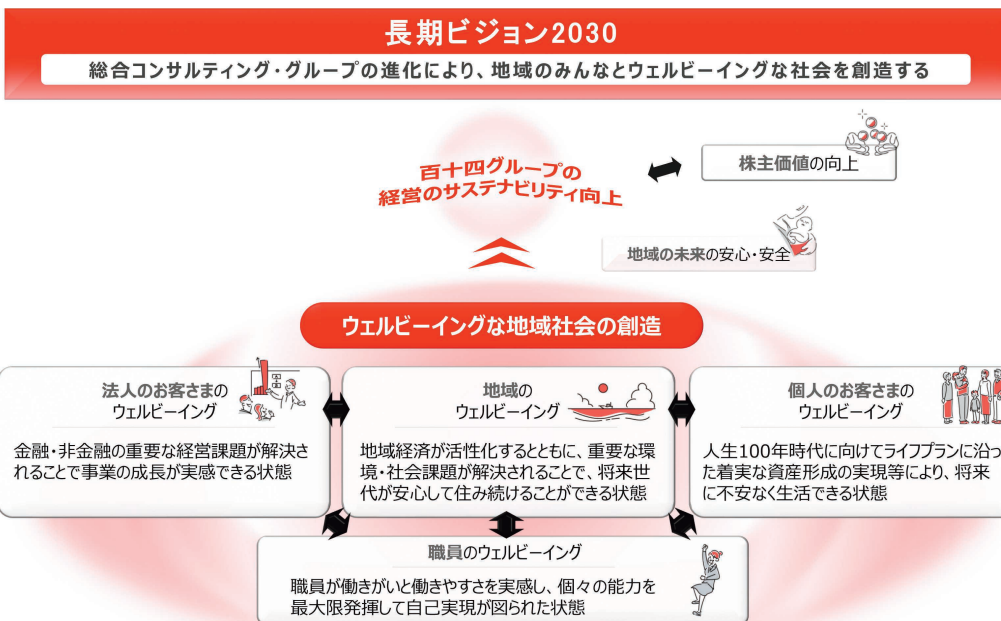 長期ビジョン2030
総合コンサルティング・グループの進化により、地域のみんなとウェルビーイングな社会を創造する
百十四グループの
経営のサステナビリティ向上
株主価値の向上
地域の未来の安心・安全
ウェルビーイングな地域社会の創造
法人のお客さまの
ウェルビーイング
金融・非金融の重要な経営課題が解決さ
れることで事業の成長が実感できる状態
地域の
ウェルビーイング
地域経済が活性化するとともに、重要な環
境・社会課題が解決されることで、将来世
代が安心して住み続けることができる状態
個人のお客さまの
ウェルビーイング
人生100年時代に向けてライフプランに沿っ
た着実な資産形成の実現等により、将来
に不安なく生活できる状態
職員のウェルビーイング
職員が働きがいと働きやすさを実感し、個々の能力を
最大限発揮して自己実現が図られた状態